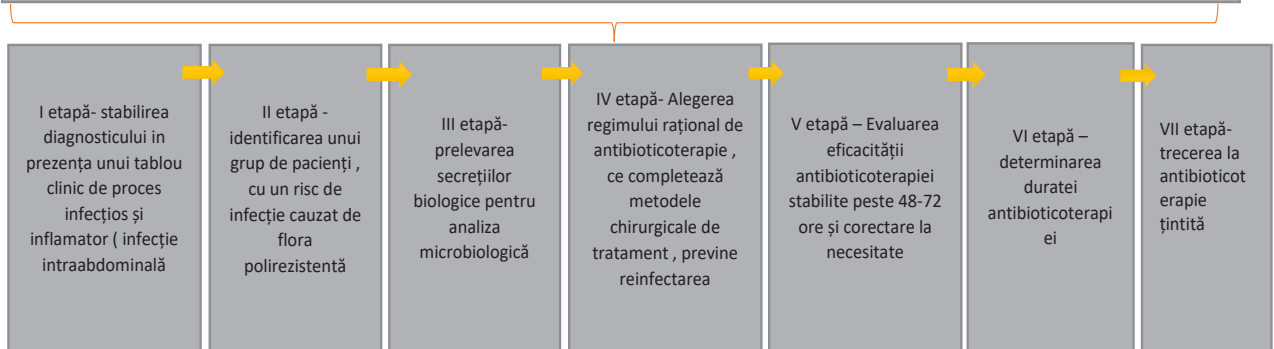 I etapă- stabilirea
diagnosticului in
prezența unui tablou
clinic de proces
infecțios și
inflamator ( infecție
intraabdominală
II etapă -
identificarea unui
grup de pacienți ,
cu un risc de
infecție cauzat de
flora
polirezistentă
III etapă-
prelevarea
secrețiilor
biologice pentru
analiza
microbiologică
IV etapă- Alegerea
regimului rațional de
antibioticoterapie ,
ce completează
metodele
chirurgicale de
tratament , previne
reinfectarea
V etapă – Evaluarea
eficacității
antibioticoterapiei
stabilite peste 48-72
ore și corectare la
necesitate
VI etapă –
determinarea
duratei
antibioticoterapi
ei
VII etapă-
trecerea la
antibioticot
erapie
țintită